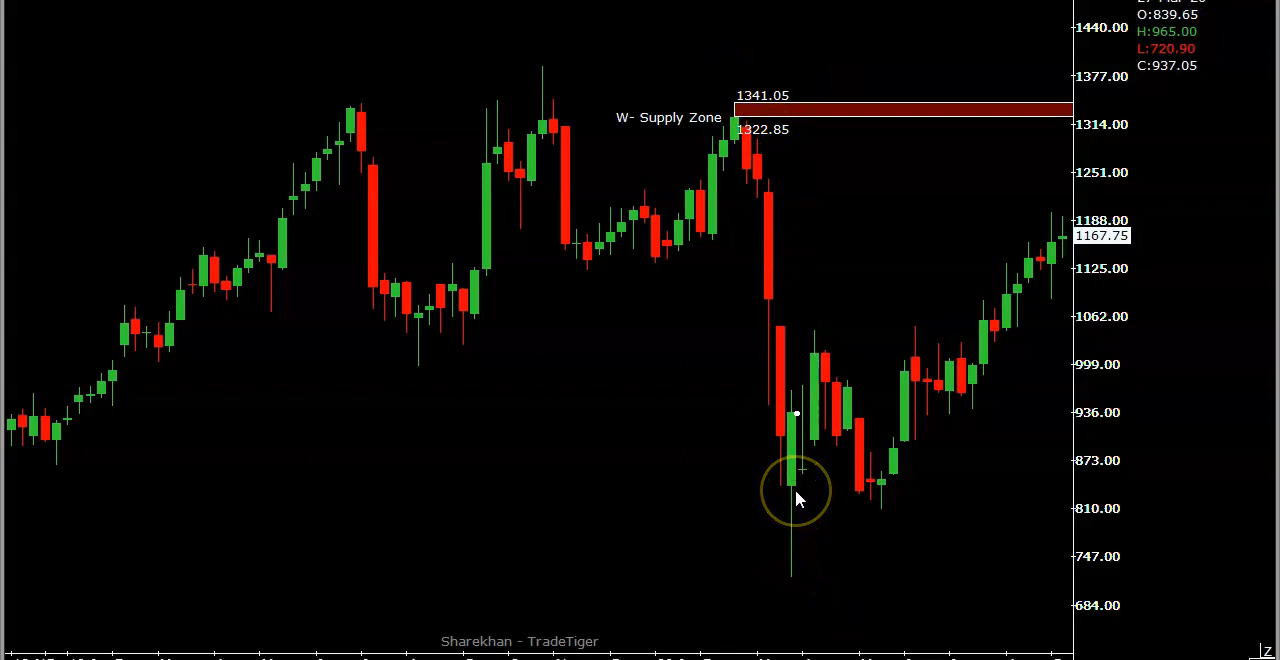 O:839.65
H:965.00
L:720.90
C:937.05
1440.00
1377.00
1341.05
W- Supply Zone
1322.85
1314.00
1251.00
1188.00
1167.75
1125.00
1062.00
999.00
936.00
873.00
810.00
747.00
684.00
Sharekhan - TradeTiger
Z